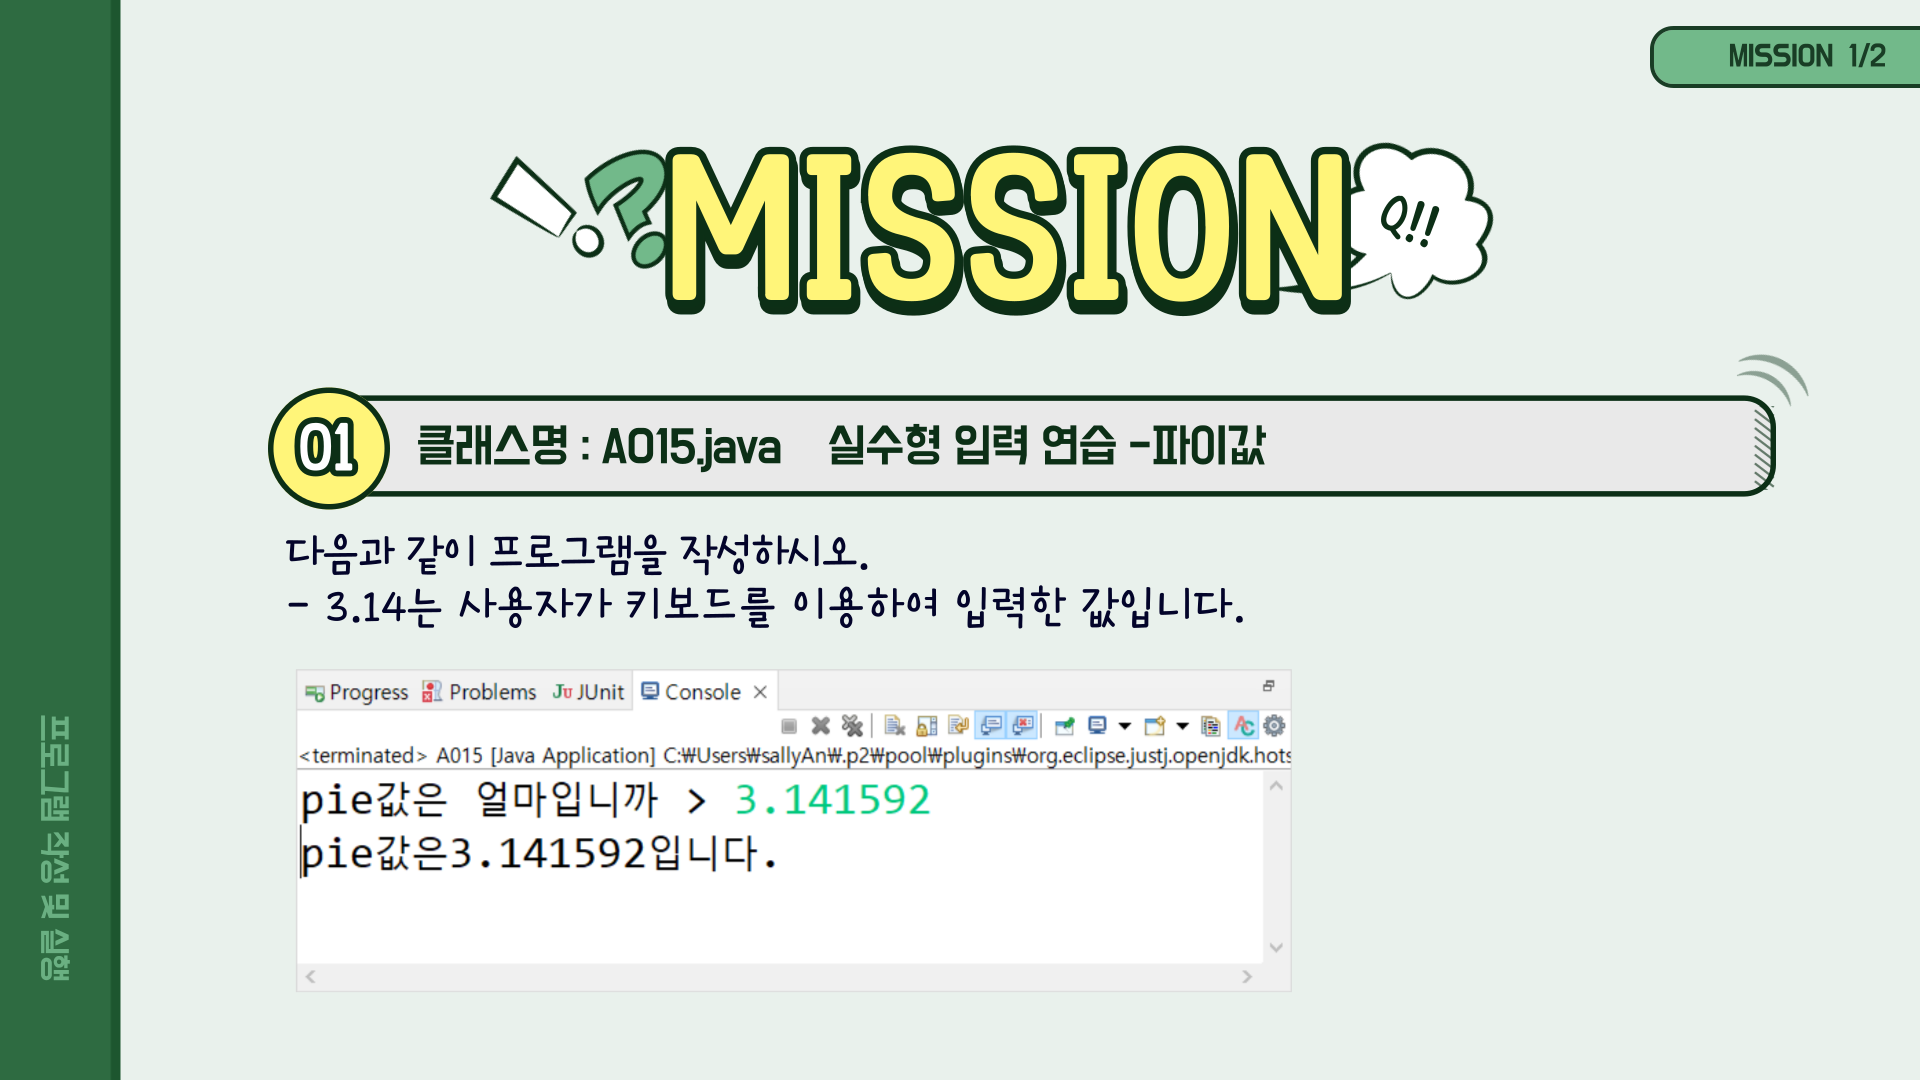 MISSION 1/2
MISSION
Q!!
01
클래스명 : A015.java 실수형 입력 연습 -파이값
다음과 같이 프로그램을 작성하시오.
- 3.14는 사용자가 키보드를 이용하여 입력한 값입니다.
Progress Problems JUnit Console
<terminated> A015 [Java Application] C:₩Users₩sallyAn₩.p2₩pool₩plugins₩org.eclipse.justj.openjdk.hots
pie값은 얼마입니까 > 3.141592
pie값은3.141592입니다.
프로그램 작성 및 실행